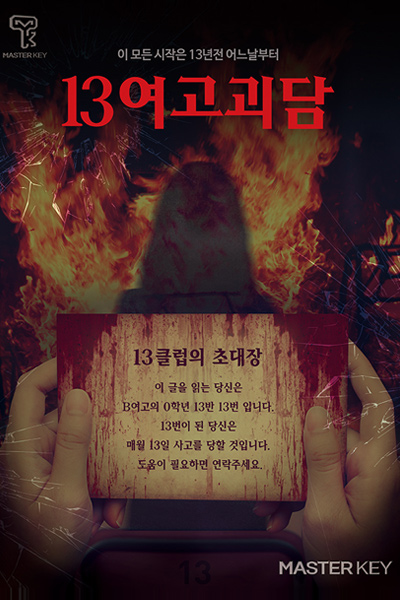 MASTER KEY
이 모든 시작은 13년전 어느날부터
13여고괴담
13클럽의 초대장
이 글을 읽는 당신은
B여고의 0학년 13반 13번 입니다.
13번이 된 당신은
매월 13일 사고를 당할 것입니다.
도움이 필요하면 연락주세요.
MASTER KEY
13